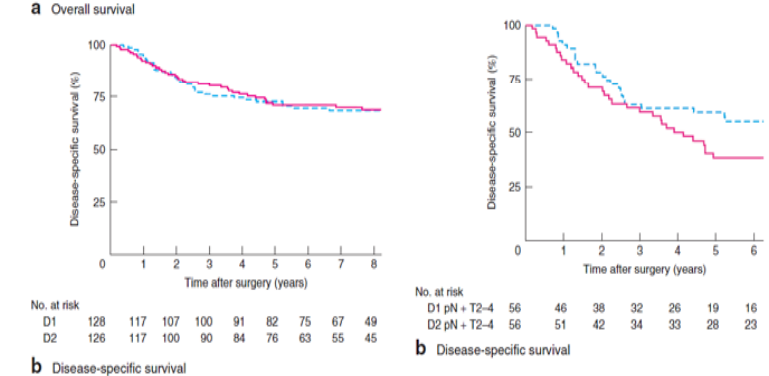 a Overall survival
100
75
50
25
Disease-specific survival (%)
0 1 2 3 4 5 6 7 8
Time after surgery (years)
No. at risk
D1 128 117 107 100 91 82 75 67 49
D2 126 117 100 90 84 76 63 55 45
b Disease-specific survival
100
75
50
25
Disease-specific survival (%)
0 1 2 3 4 5 6
Time after surgery (years)
No. at risk
D1 pN + T2–4 56 46 38 32 26 19 16
D2 pN + T2–4 56 51 42 34 33 28 23
b Disease-specific survival